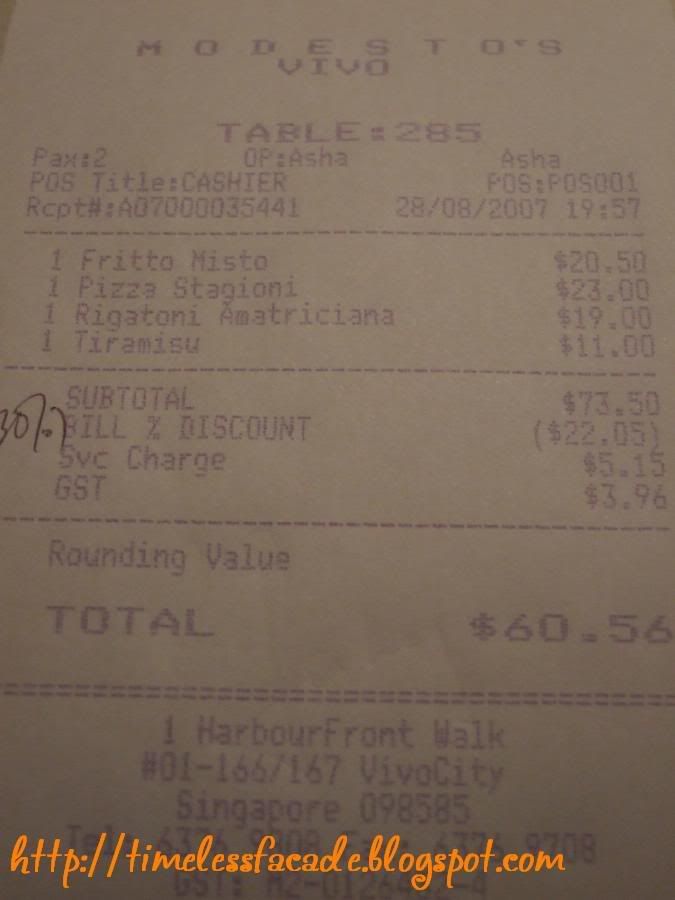 MODESTO'S
VIVO
TABLE:285
Pax:2 OP:Asha Asha
POS Title:CASHIER POS:POS001
Rcpt#:A07000035441 28/08/2007 19:57
1 Fritto Misto $20.50
1 Pizza Stagioni $23.00
1 Rigatoni Amatriciana $19.00
1 Tiramisu $11.00
SUBTOTAL $73.50
30% BILL % DISCOUNT ($22.05)
Svc Charge $5.15
GST $3.96
Rounding Value
TOTAL $60.56
1 HarbourFront Walk
#01-166/167 VivoCity
Singapore 098585
http://timelessfacade.blogspot.com
GST: